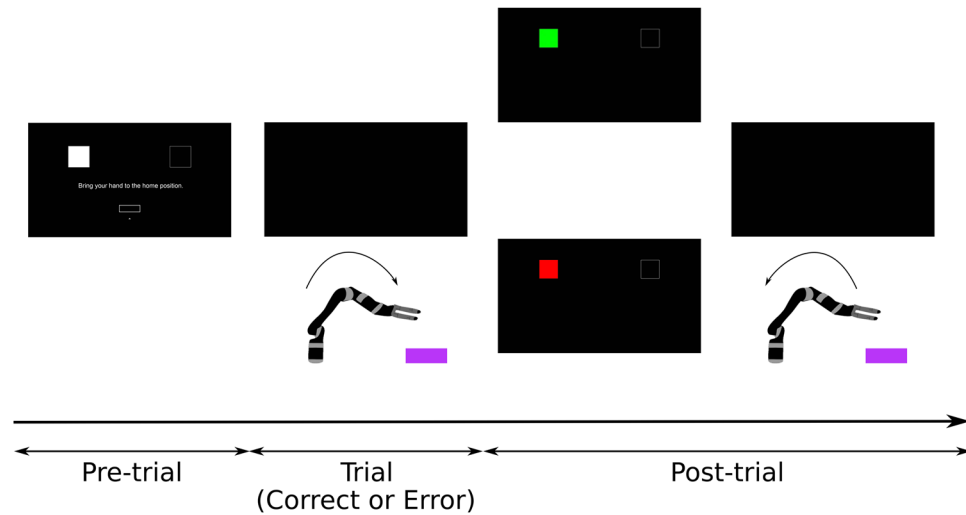 Bring your hand to the home position.
Pre-trial
Trial
(Correct or Error)
Post-trial